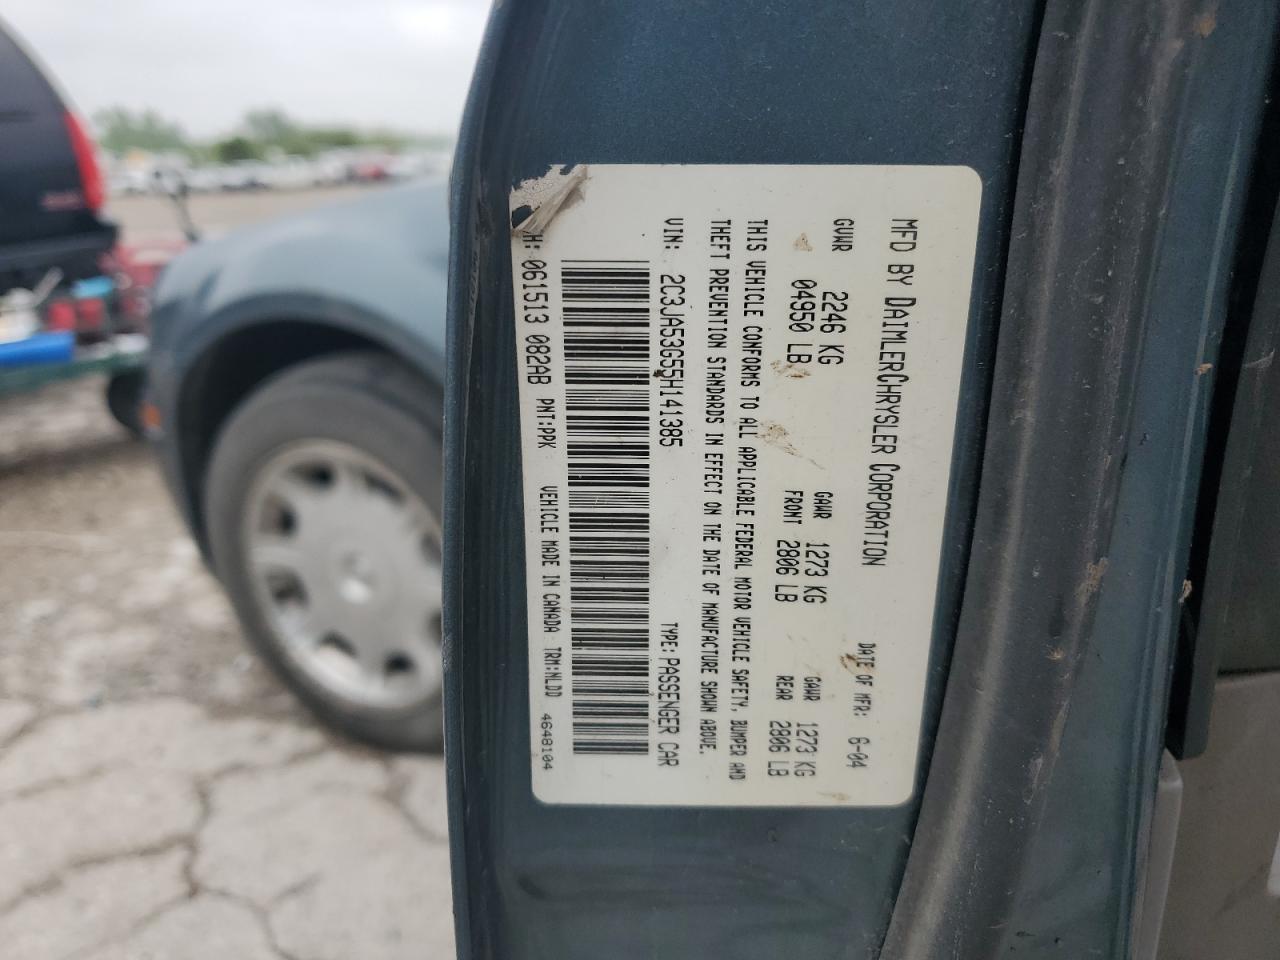 MFD BY DAIMLERCHRYSLER CORPORATION
DATE OF MFR: 6-04
GVWR 2246 KG 04950 LB
GAWR FRONT 1273 KG 2806 LB
GAWR REAR 1273 KG 2806 LB
THIS VEHICLE CONFORMS TO ALL APPLICABLE FEDERAL MOTOR VEHICLE SAFETY, BUMPER AND
THEFT PREVENTION STANDARDS IN EFFECT ON THE DATE OF MANUFACTURE SHOWN ABOVE.
VIN: 2C3JA53G55H141385 TYPE: PASSENGER CAR
H: 061513 082AB PNT:PPK VEHICLE MADE IN CANADA TRM:NLDD 4648104